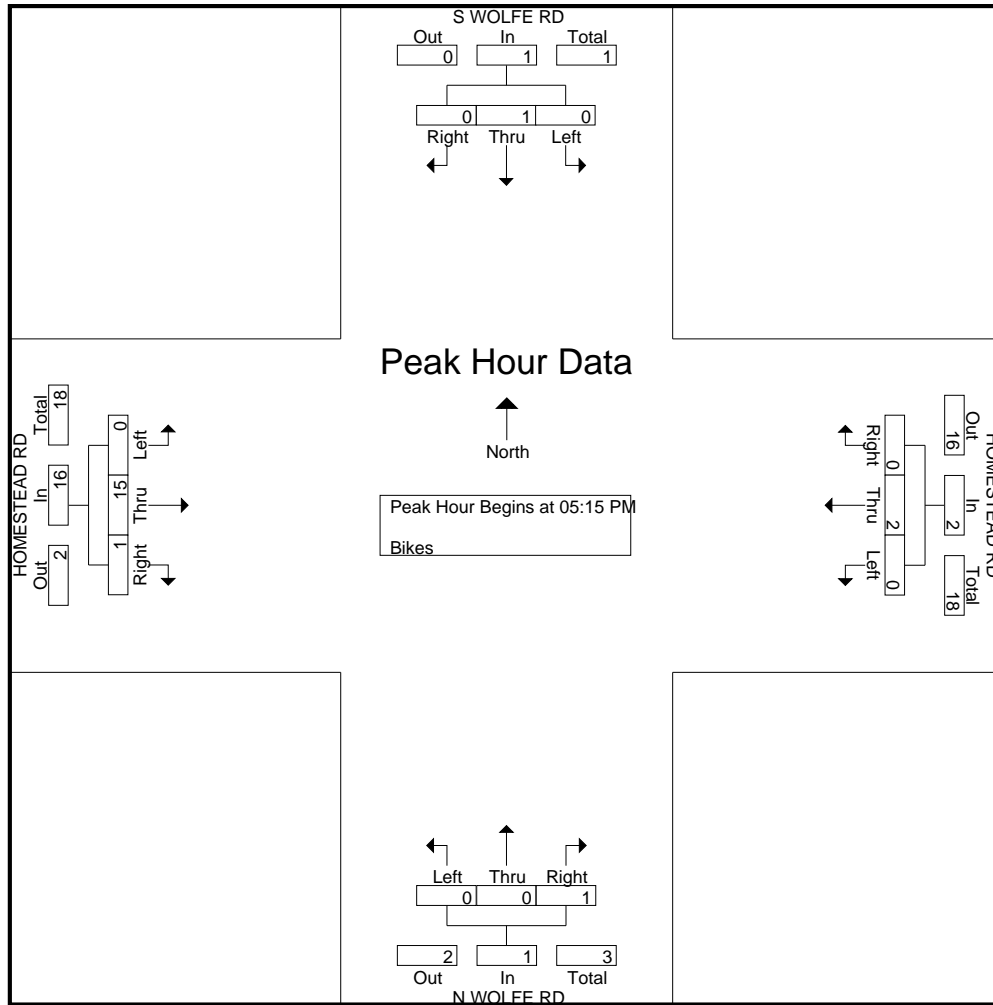 S WOLFE RD
Out In Total
0 1 1
0 1 0
Right Thru Left
Peak Hour Data
North
Peak Hour Begins at 05:15 PM
Bikes
HOMESTEAD RD
Out In Total
2 16 18
1 15 0
Right Thru Left
HOMESTEAD RD
Out In Total
16 2 18
0 2 0
Right Thru Left
Left Thru Right
0 0 1
2 1 3
Out In Total
N WOLFE RD